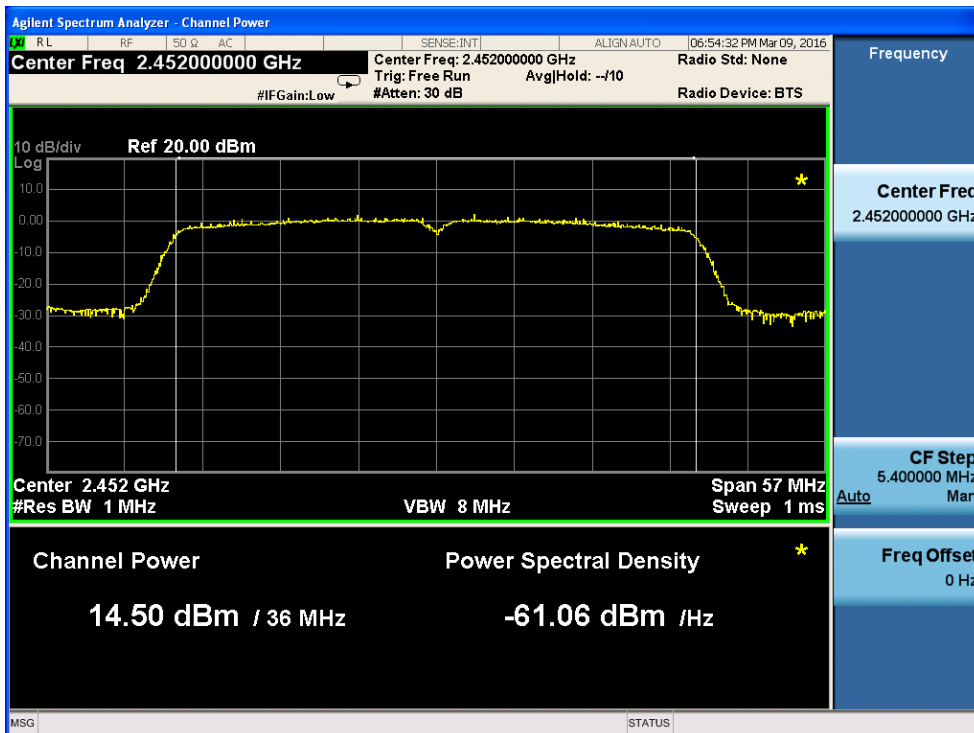 Agilent Spectrum Analyzer - Channel Power
LXI RL RF 50 Ω AC SENSE:INT ALIGN AUTO 06:54:32 PM Mar 09, 2016
Center Freq 2.452000000 GHz
Center Freq: 2.452000000 GHz Radio Std: None
Trig: Free Run Avg|Hold: --/10
#IFGain:Low #Atten: 30 dB Radio Device: BTS
Frequency
10 dB/div Ref 20.00 dBm
Log
10.0
0.00
-10.0
-20.0
-30.0
-40.0
-50.0
-60.0
-70.0
Center 2.452 GHz Span 57 MHz
#Res BW 1 MHz VBW 8 MHz Sweep 1 ms
Channel Power Power Spectral Density
14.50 dBm / 36 MHz -61.06 dBm /Hz
Center Freq
2.452000000 GHz
CF Step
5.400000 MHz
Auto Man
Freq Offset
0 Hz
MSG STATUS